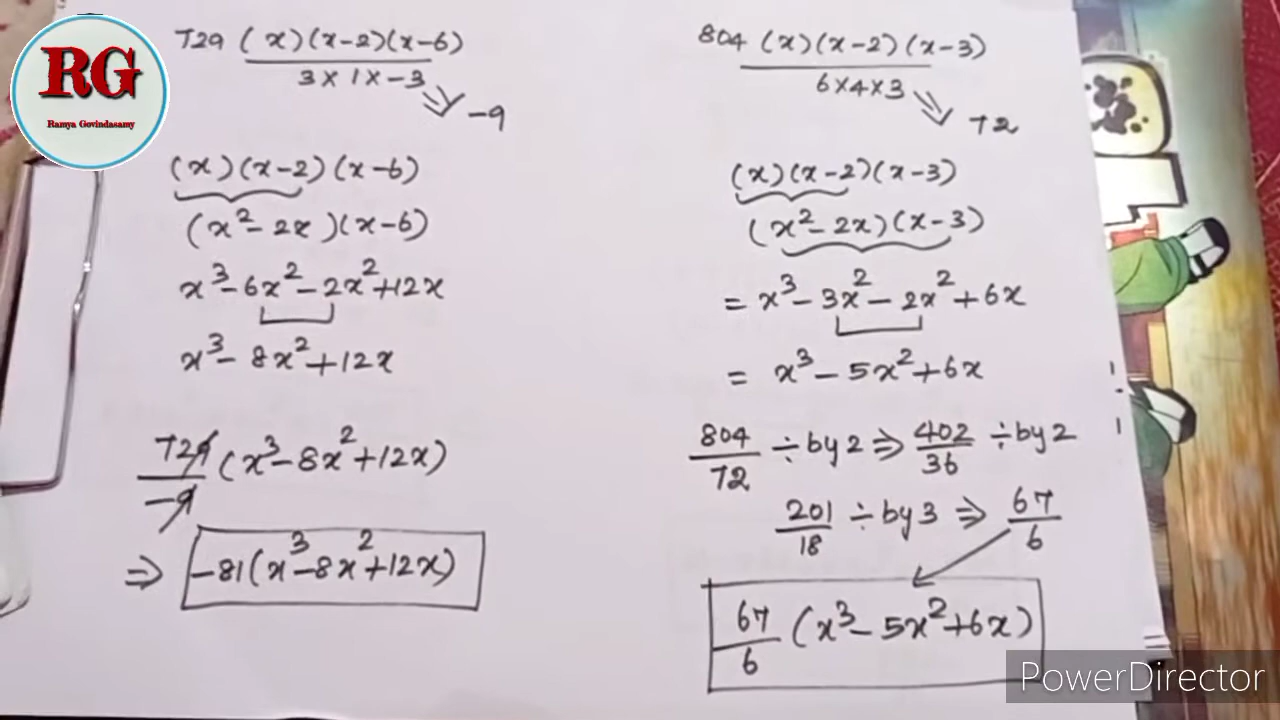 RG
Ramya Govindasamy
729 (x)(x-2)(x-6)
3 x 1 x -3
⇒ -9
(x)(x-2)(x-6)
(x² - 2x)(x-6)
x³ - 6x² - 2x² + 12x
x³ - 8x² + 12x
729 (x³ - 8x² + 12x)
-9
⇒ -81(x³ - 8x² + 12x)
804 (x)(x-2)(x-3)
6x4x3
⇒ 72
(x)(x-2)(x-3)
(x² - 2x)(x-3)
= x³ - 3x² - 2x² + 6x
= x³ - 5x² + 6x
804/72 ÷ by 2 ⇒ 402/36 ÷ by 2
201/18 ÷ by 3 ⇒ 67/6
67/6 (x³ - 5x² + 6x)
PowerDirector